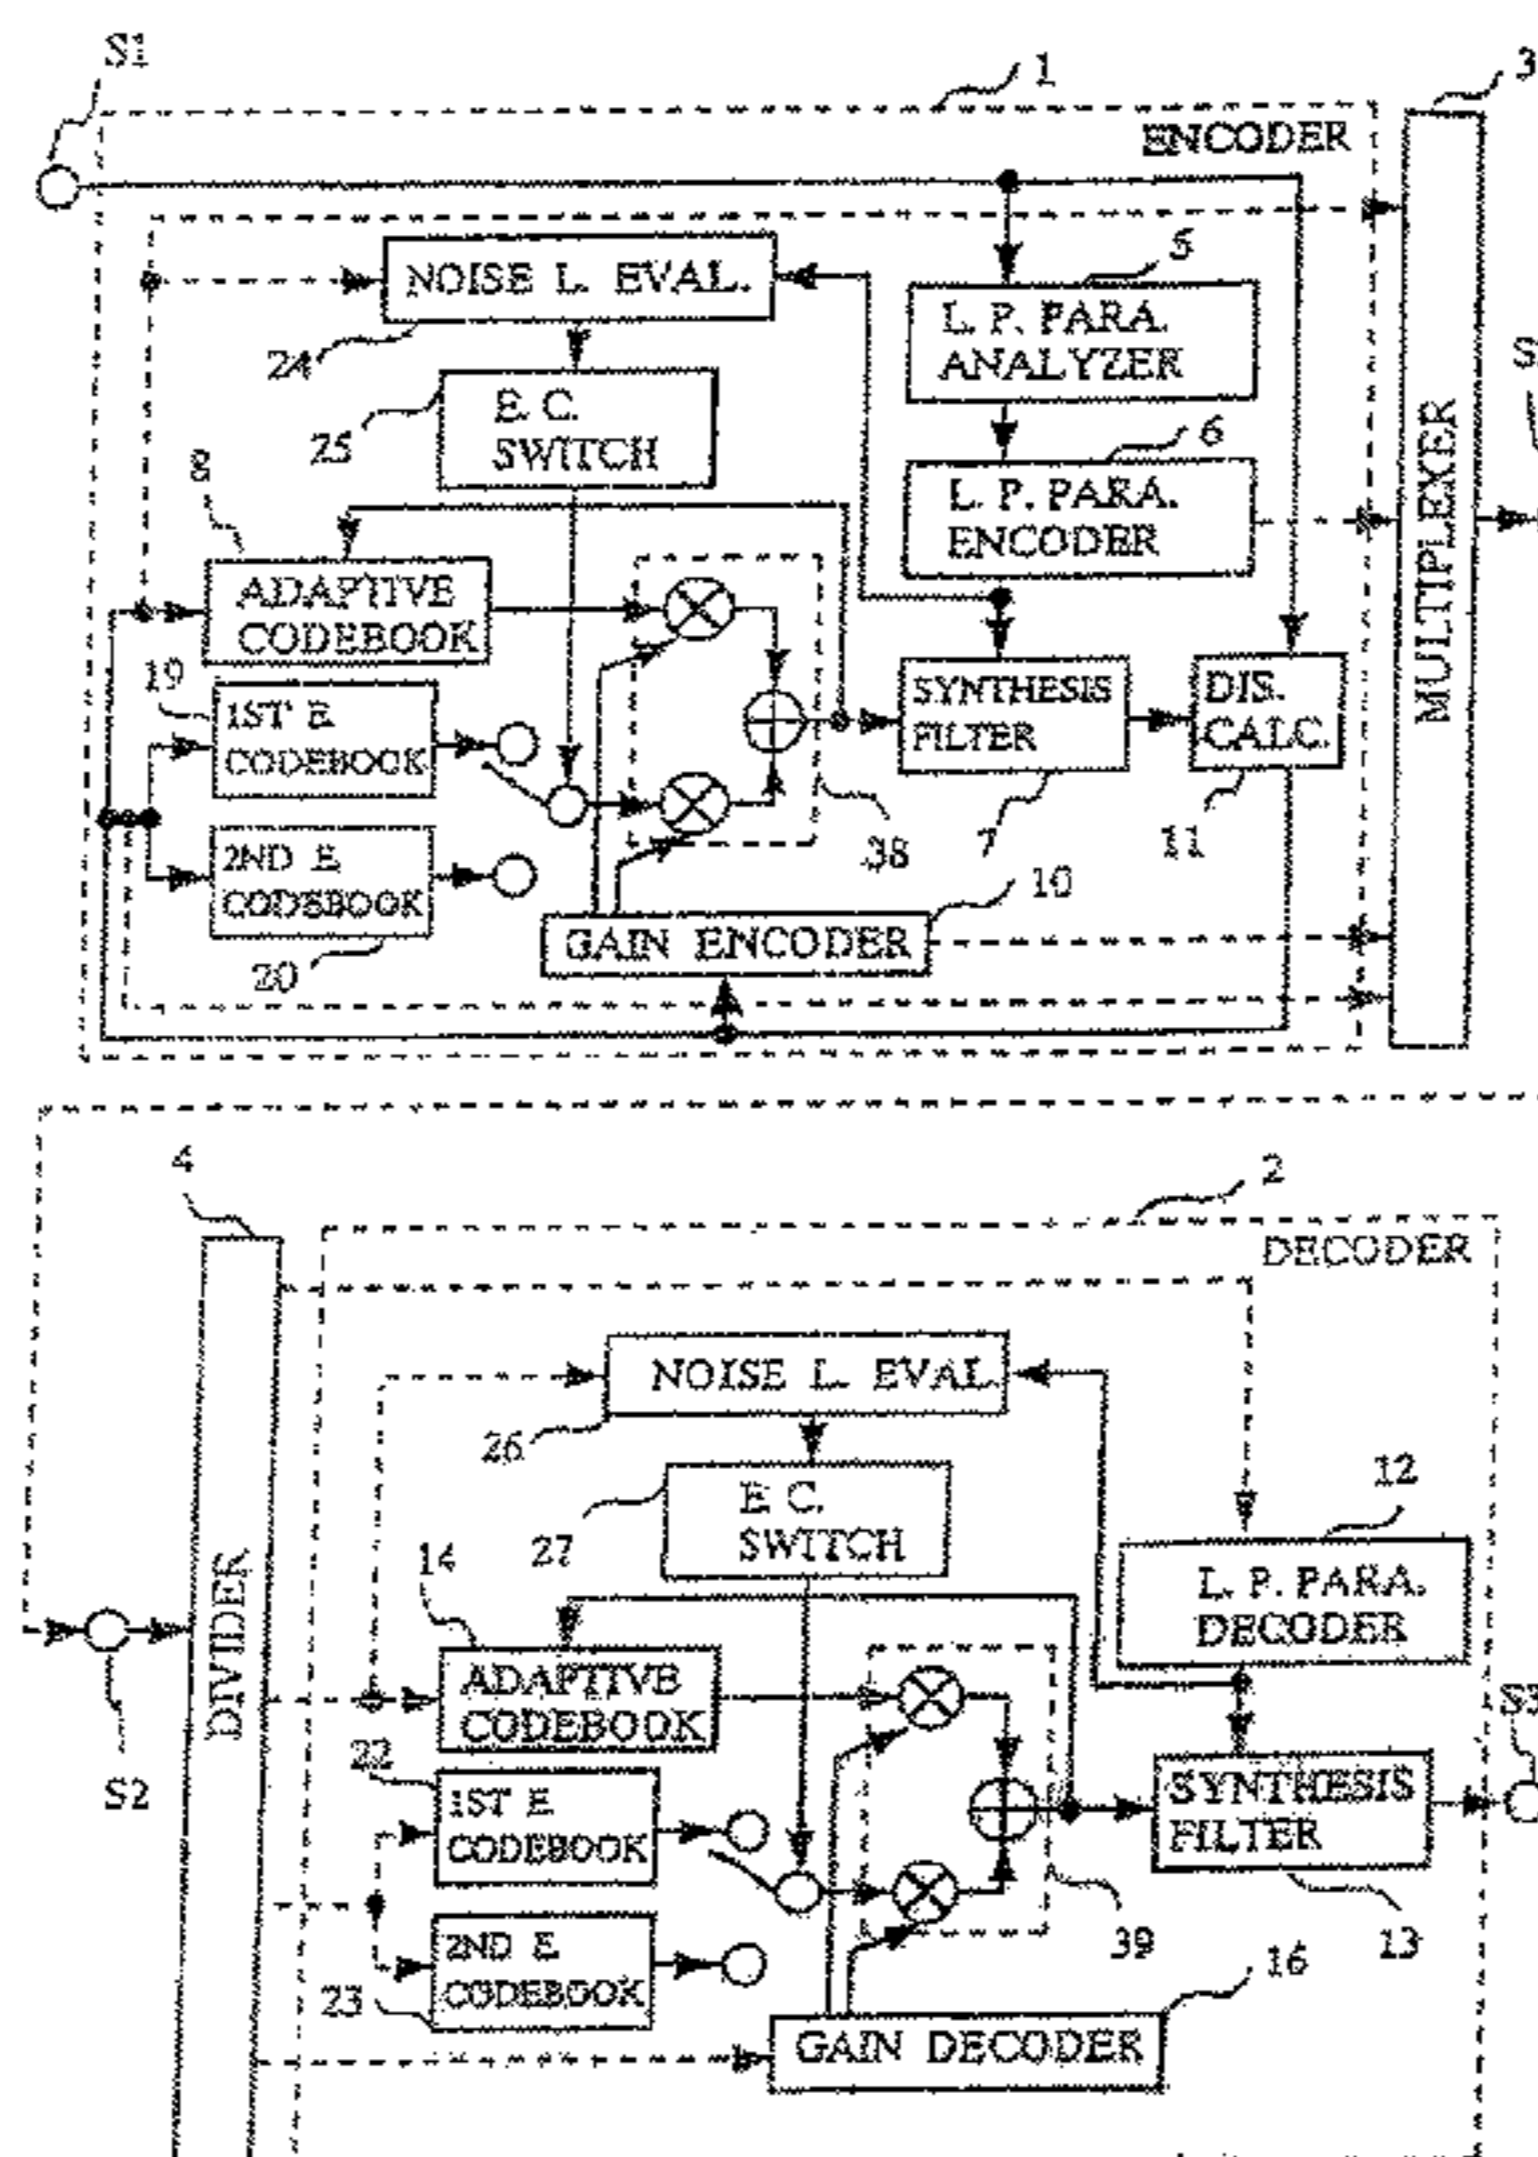 S1
1
3
ENCODER
NOISE L. EVAL.
5
L. P. PARA.
ANALYZER
24
E. C.
SWITCH
25
6
L. P. PARA.
ENCODER
MULTIPLEXER
8
ADAPTIVE
CODEBOOK
19
1ST E.
CODEBOOK
SYNTHESIS
FILTER
DIS.
CALC.
38
7
11
2ND E.
CODEBOOK
10
GAIN ENCODER
20
4
2
DECODER
NOISE L. EVAL.
26
E. C.
SWITCH
27
12
L. P. PARA.
DECODER
14
DIVIDER
ADAPTIVE
CODEBOOK
S2
22
1ST E.
CODEBOOK
SYNTHESIS
FILTER
S3
39
13
2ND E.
CODEBOOK
23
16
GAIN DECODER